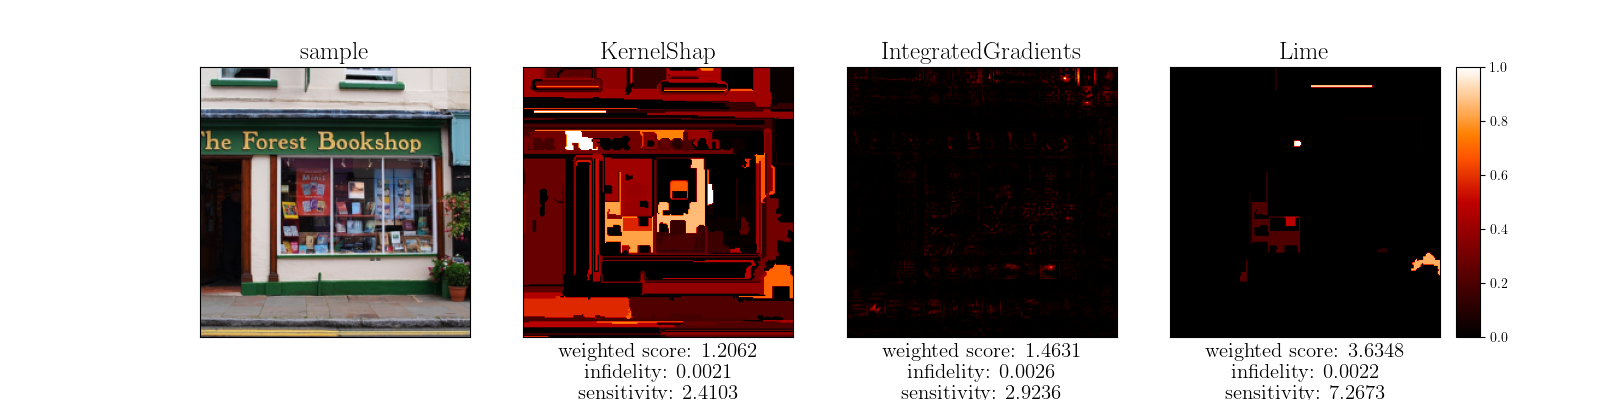 sample
KernelShap
IntegratedGradients
Lime
The Forest Bookshop
1.0
0.8
0.6
0.4
0.2
0.0
weighted score: 1.2062
infidelity: 0.0021
sensitivity: 2.4103
weighted score: 1.4631
infidelity: 0.0026
sensitivity: 2.9236
weighted score: 3.6348
infidelity: 0.0022
sensitivity: 7.2673